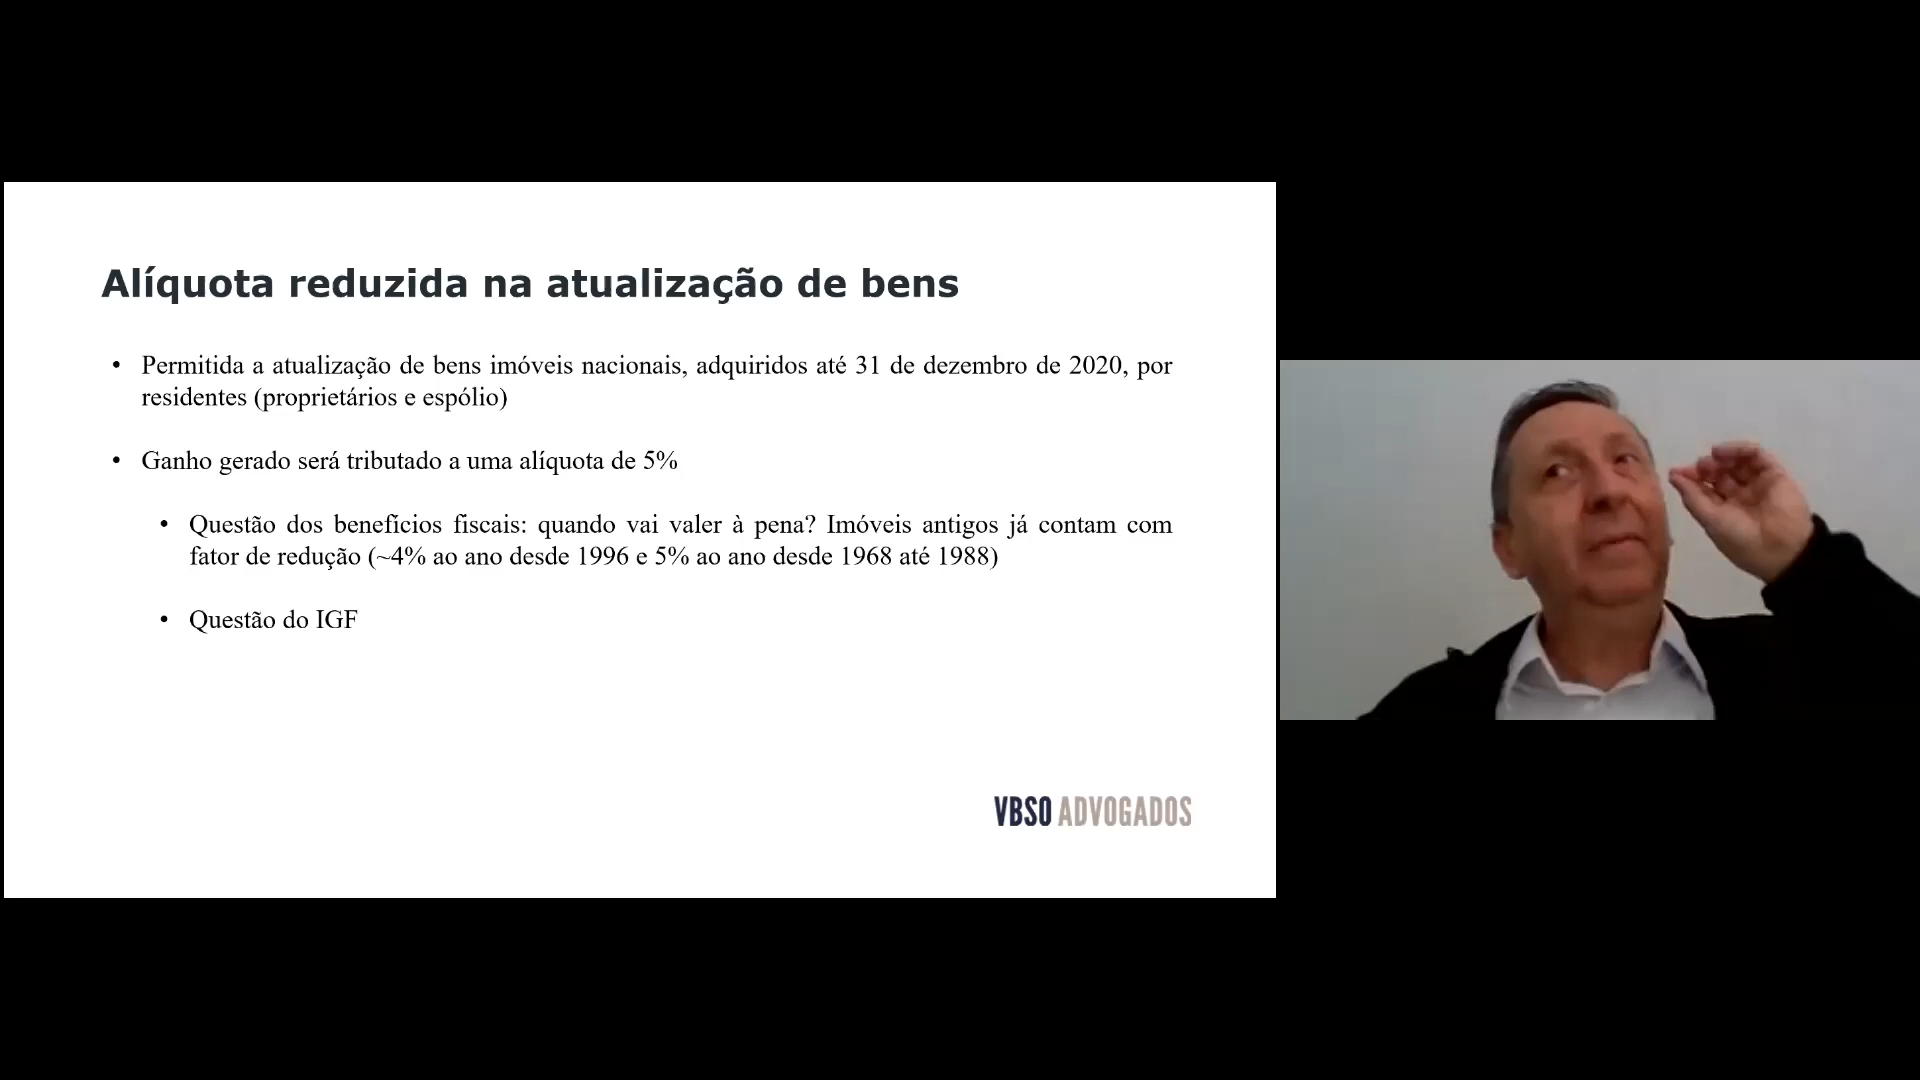 Alíquota reduzida na atualização de bens
• Permitida a atualização de bens imóveis nacionais, adquiridos até 31 de dezembro de 2020, por
residentes (proprietários e espólio)
• Ganho gerado será tributado a uma alíquota de 5%
• Questão dos benefícios fiscais: quando vai valer à pena? Imóveis antigos já contam com
fator de redução (~4% ao ano desde 1996 e 5% ao ano desde 1968 até 1988)
• Questão do IGF
VBSO ADVOGADOS